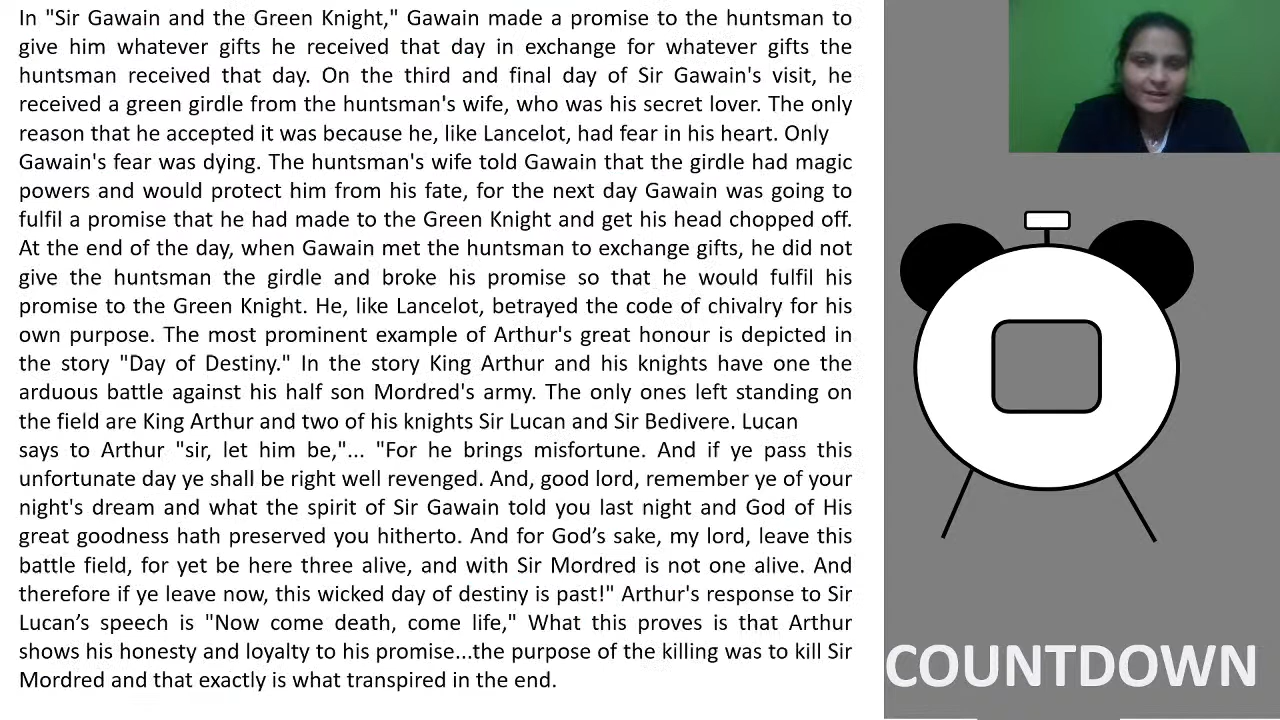 In "Sir Gawain and the Green Knight," Gawain made a promise to the huntsman to
give him whatever gifts he received that day in exchange for whatever gifts the
huntsman received that day. On the third and final day of Sir Gawain's visit, he
received a green girdle from the huntsman's wife, who was his secret lover. The only
reason that he accepted it was because he, like Lancelot, had fear in his heart. Only
Gawain's fear was dying. The huntsman's wife told Gawain that the girdle had magic
powers and would protect him from his fate, for the next day Gawain was going to
fulfil a promise that he had made to the Green Knight and get his head chopped off.
At the end of the day, when Gawain met the huntsman to exchange gifts, he did not
give the huntsman the girdle and broke his promise so that he would fulfil his
promise to the Green Knight. He, like Lancelot, betrayed the code of chivalry for his
own purpose. The most prominent example of Arthur's great honour is depicted in
the story "Day of Destiny." In the story King Arthur and his knights have one the
arduous battle against his half son Mordred's army. The only ones left standing on
the field are King Arthur and two of his knights Sir Lucan and Sir Bedivere. Lucan
says to Arthur "sir, let him be,"... "For he brings misfortune. And if ye pass this
unfortunate day ye shall be right well revenged. And, good lord, remember ye of your
night's dream and what the spirit of Sir Gawain told you last night and God of His
great goodness hath preserved you hitherto. And for God’s sake, my lord, leave this
battle field, for yet be here three alive, and with Sir Mordred is not one alive. And
therefore if ye leave now, this wicked day of destiny is past!" Arthur's response to Sir
Lucan’s speech is "Now come death, come life," What this proves is that Arthur
shows his honesty and loyalty to his promise...the purpose of the killing was to kill Sir
Mordred and that exactly is what transpired in the end.
COUNTDOWN